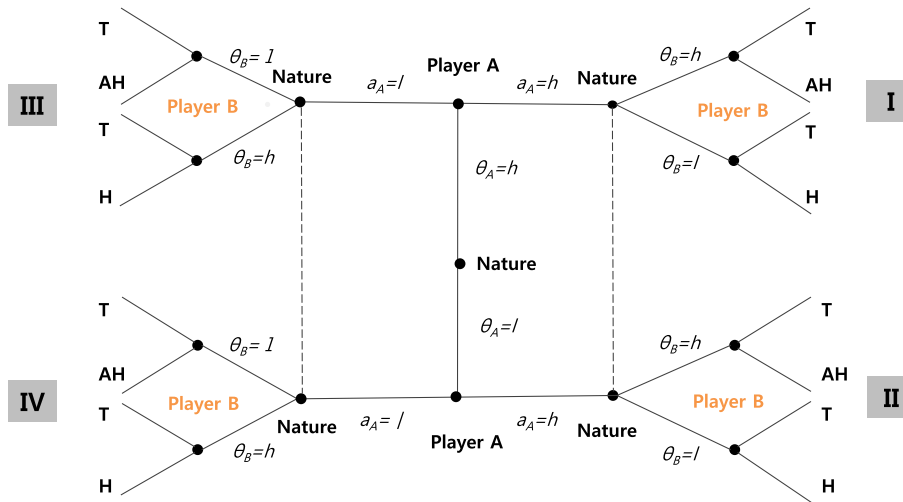 T
θB= 1
Nature
Player A
Nature
θB=h
T
III
AH
Player B
aA=l
aA=h
Player B
AH
I
T
θB=h
θB=l
T
H
θA=h
H
Nature
θA=l
T
θB= 1
θB=h
T
IV
AH
Player B
Nature
aA= l
Player A
aA=h
Nature
Player B
AH
II
T
θB=h
θB=l
T
H
H